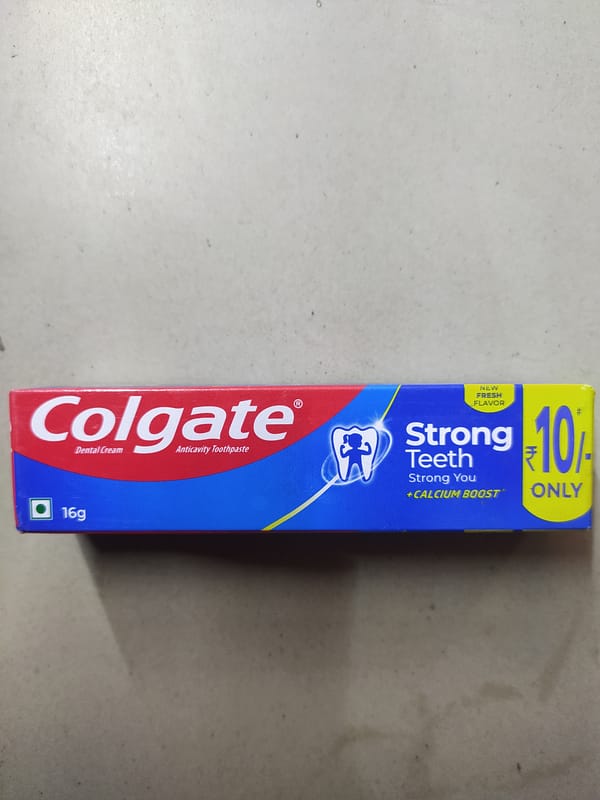 Colgate®
Dental Cream Anticavity Toothpaste
16g
Strong
Teeth
Strong You
+CALCIUM BOOST*
NEW
FRESH
FLAVOR
₹10/-#
ONLY